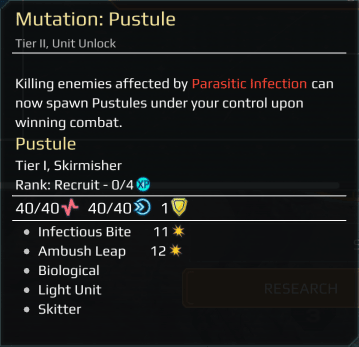 Mutation: Pustule
Tier II, Unit Unlock
Killing enemies affected by Parasitic Infection can
now spawn Pustules under your control upon
winning combat.
Pustule
Tier I, Skirmisher
Rank: Recruit - 0/4 XP
40/40 40/40 1
Infectious Bite 11
Ambush Leap 12
Biological
Light Unit
Skitter
RESEARCH